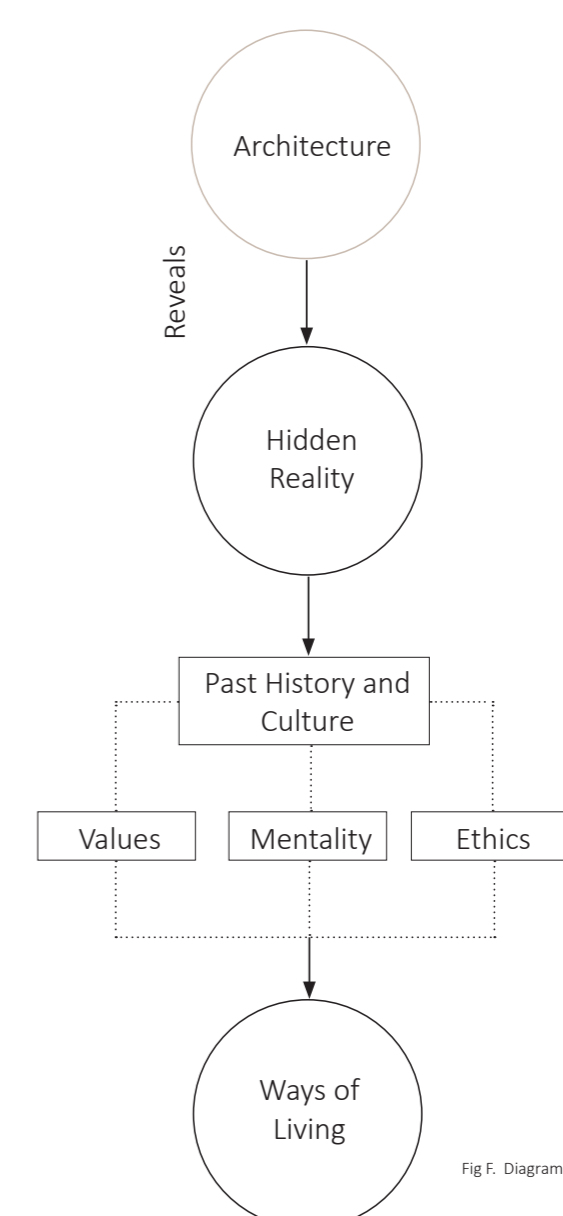 Architecture
Reveals
Hidden
Reality
Past History and
Culture
Values
Mentality
Ethics
Ways of
Living
Fig F. Diagram